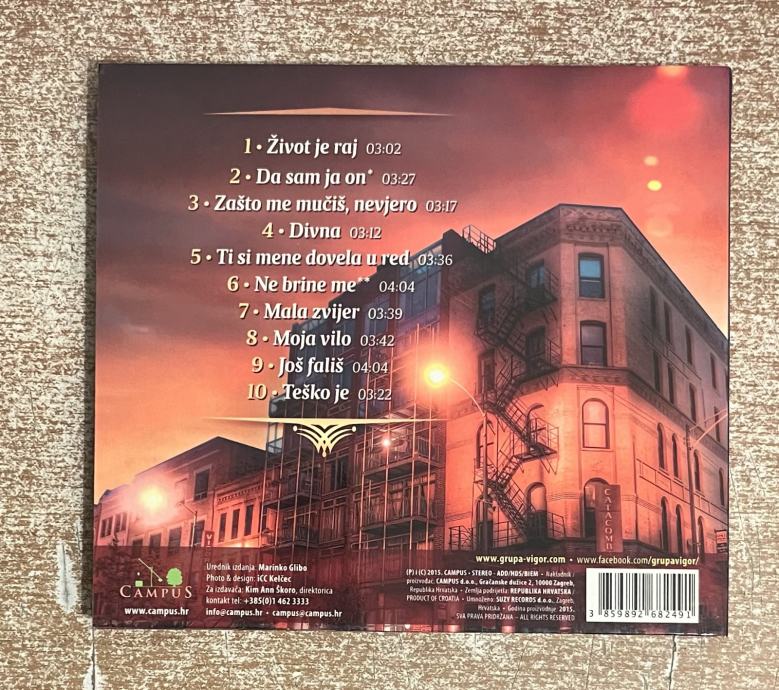 1 • Život je raj 03:02
2 • Da sam ja on* 03:27
3 • Zašto me mučiš, nevjero 03:17
4 • Divna 03:12
5 • Ti si mene dovela u red 03:36
6 • Ne brine me** 04:04
7 • Mala zvijer 03:39
8 • Moja vilo 03:42
9 • Još fališ 04:04
10 • Teško je 03:22
CATACOMB
www.grupa-vigor.com • www.facebook.com/grupavigor/
CAMPUS
www.campus.hr
Urednik izdanja: Marinko Glibo
Photo & design: iCC Kelčec
Za izdavača: Kim Ann Škoro, direktorica
kontakt tel: +385(0)1 462 3333
info@campus.hr • campus@campus.hr
(P) i (C) 2015. CAMPUS • STEREO • ADD/HDS/BIEM • Nakladnik /
proizvođač: CAMPUS d.o.o., Gračanske dužice 2, 10000 Zagreb,
Republika Hrvatska • Zemlja podrijetla: REPUBLIKA HRVATSKA /
PRODUCT OF CROATIA • Umnoženo: SUZY RECORDS d.o.o., Zagreb,
Hrvatska • Godina proizvodnje: 2015.
SVA PRAVA PRIDRŽANA – ALL RIGHTS RESERVED
3 859892 682491